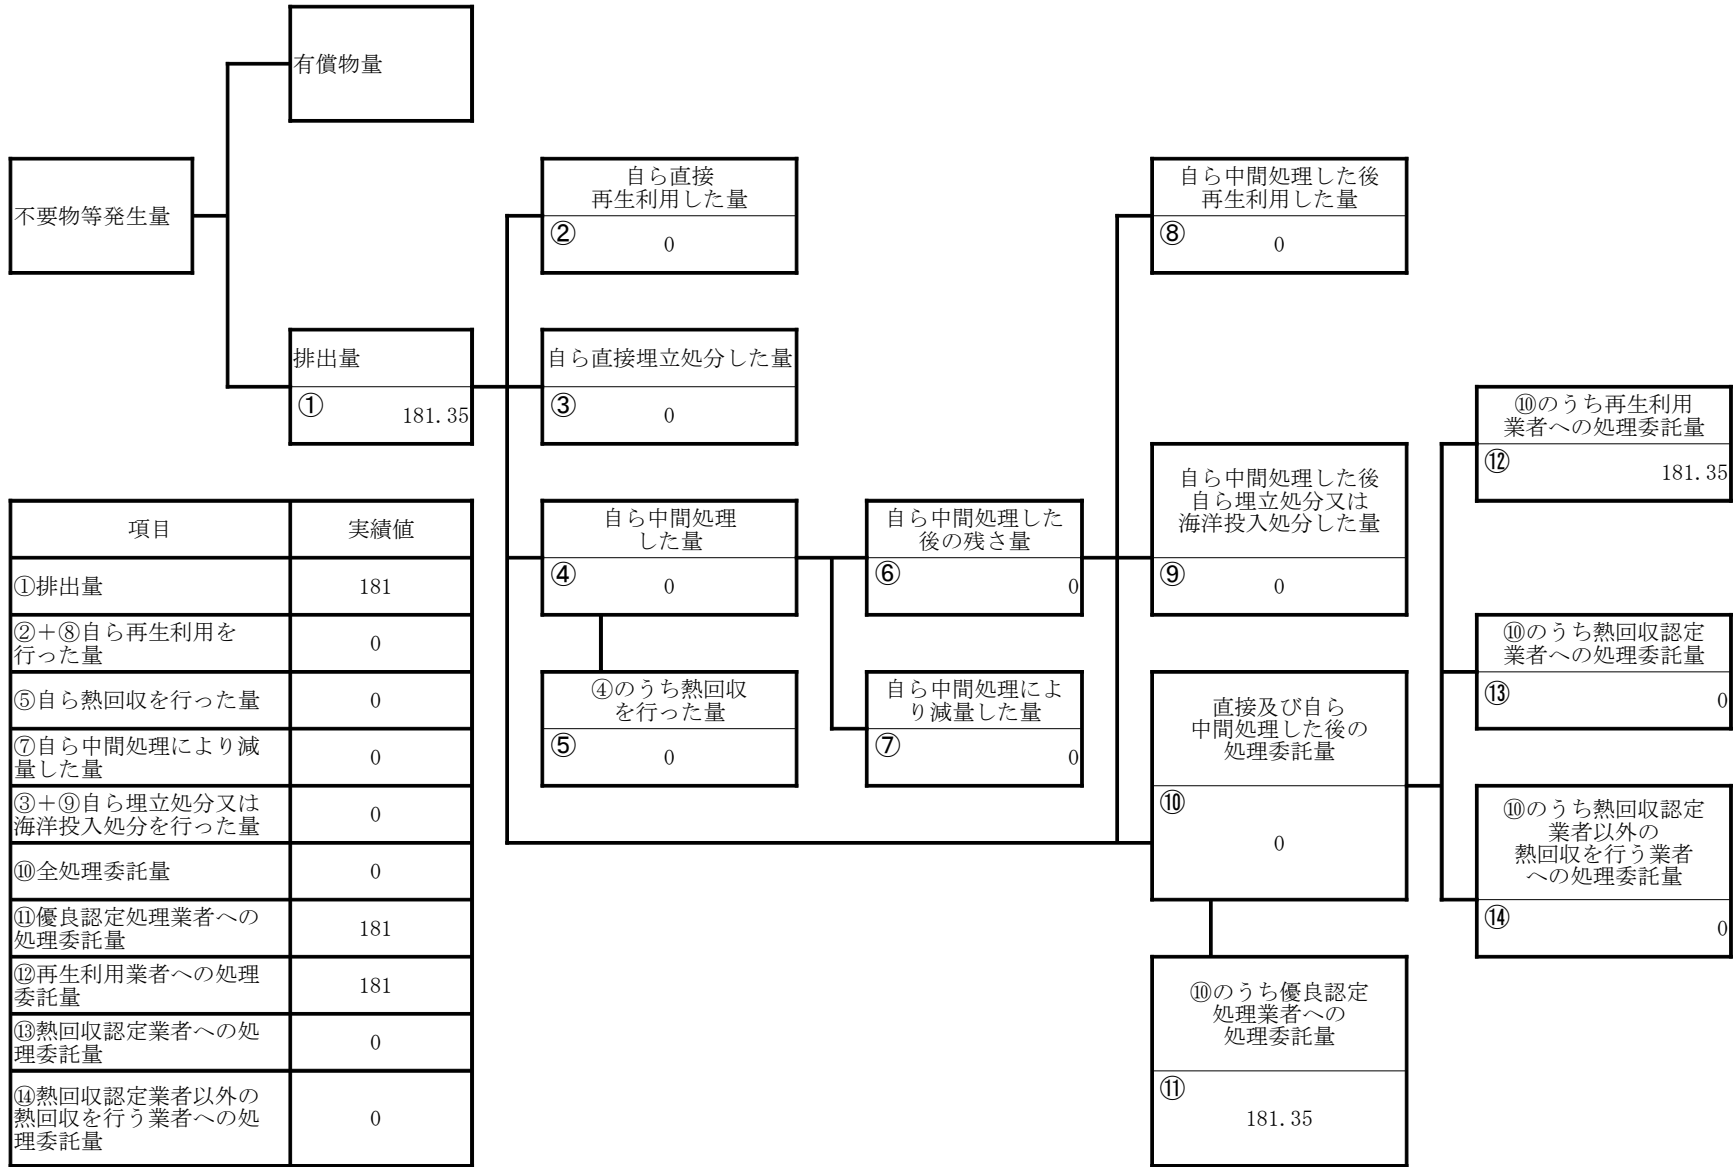 有償物量
不要物等発生量
自ら直接
再生利用した量
②
0
自ら中間処理した後
再生利用した量
⑧
0
排出量
①
181.35
自ら直接埋立処分した量
③
0
⑩のうち再生利用
業者への処理委託量
⑫
181.35
自ら中間処理
した量
④
0
自ら中間処理した
後の残さ量
⑥
0
自ら中間処理した後
自ら埋立処分又は
海洋投入処分した量
⑨
0
⑩のうち熱回収認定
業者への処理委託量
⑬
0
④のうち熱回収
を行った量
⑤
0
自ら中間処理によ
り減量した量
⑦
0
直接及び自ら
中間処理した後の
処理委託量
⑩
0
⑩のうち熱回収認定
業者以外の
熱回収を行う業者
への処理委託量
⑭
0
⑩のうち優良認定
処理業者への
処理委託量
⑪
181.35
項目 実績値
①排出量 181
②+⑧自ら再生利用を
行った量
0
⑤自ら熱回収を行った量 0
⑦自ら中間処理により減
量した量
0
③+⑨自ら埋立処分又は
海洋投入処分を行った量
0
⑩全処理委託量 0
⑪優良認定処理業者への
処理委託量
181
⑫再生利用業者への処理
委託量
181
⑬熱回収認定業者への処
理委託量
0
⑭熱回収認定業者以外の
熱回収を行う業者への処
理委託量
0